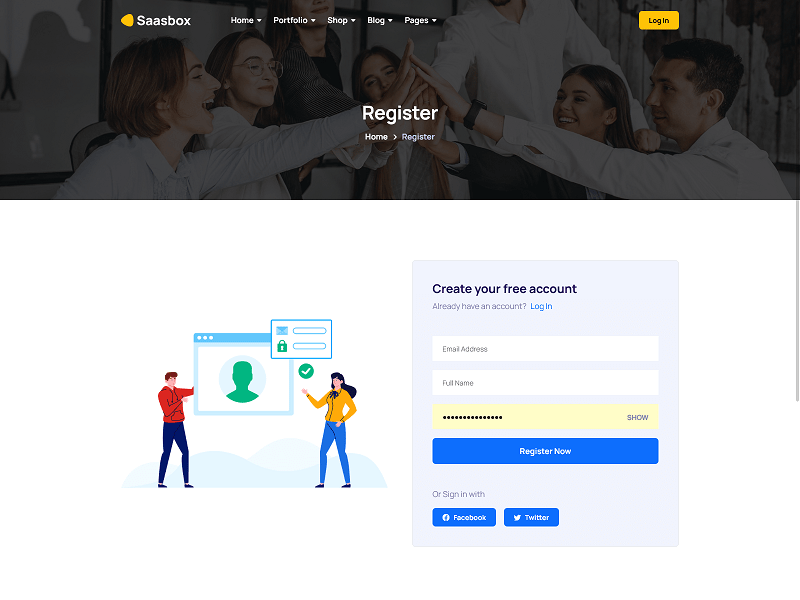 Saasbox
Home Portfolio Shop Blog Pages
Log In
Register
Home > Register
Create your free account
Already have an account? Log In
Email Address
Full Name
••••••••••••••• SHOW
Register Now
Or Sign in with
Facebook Twitter